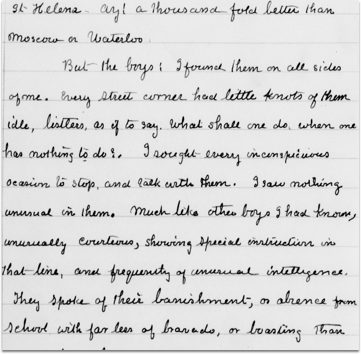 St Helena - ay! a thousand fold better than
Moscow or Waterloo.
But the boys: I found them on all sides
of me. Every street corner had little knots of them
idle, listless, as if to say. What shall one do, when one
has nothing to do?. I sought every inconspicious
ocasion to stop, and talk with them. I saw nothing
unusual in them. Much like other boys I had known,
unusually courteous, showing special instruction in
that line, and frequently of unusual intelligence.
They spoke of their banishment, or absence from
school with far less of bravado, or boasting than